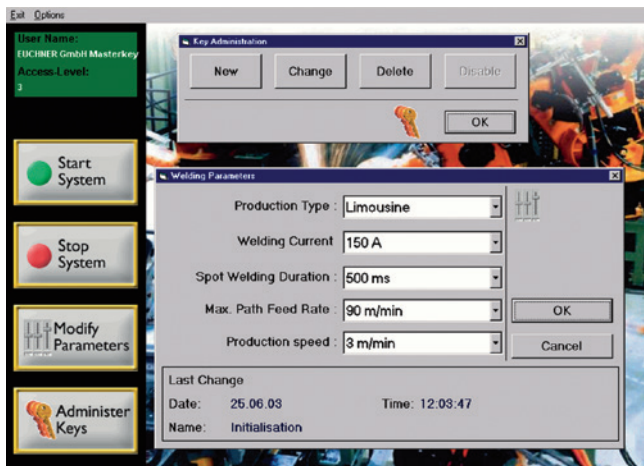 Exit Options
User Name:
EUCHNER GmbH Masterkey
Access-Level:
3
Key Administration
New Change Delete Disable
OK
Start
System
Stop
System
Modify
Parameters
Administer
Keys
Welding Parameters
Production Type : Limousine
Welding Current 150 A
Spot Welding Duration : 500 ms
Max. Path Feed Rate : 90 m/min
Production speed : 3 m/min
OK
Cancel
Last Change
Date: 25.06.03 Time: 12:03:47
Name: Initialisation